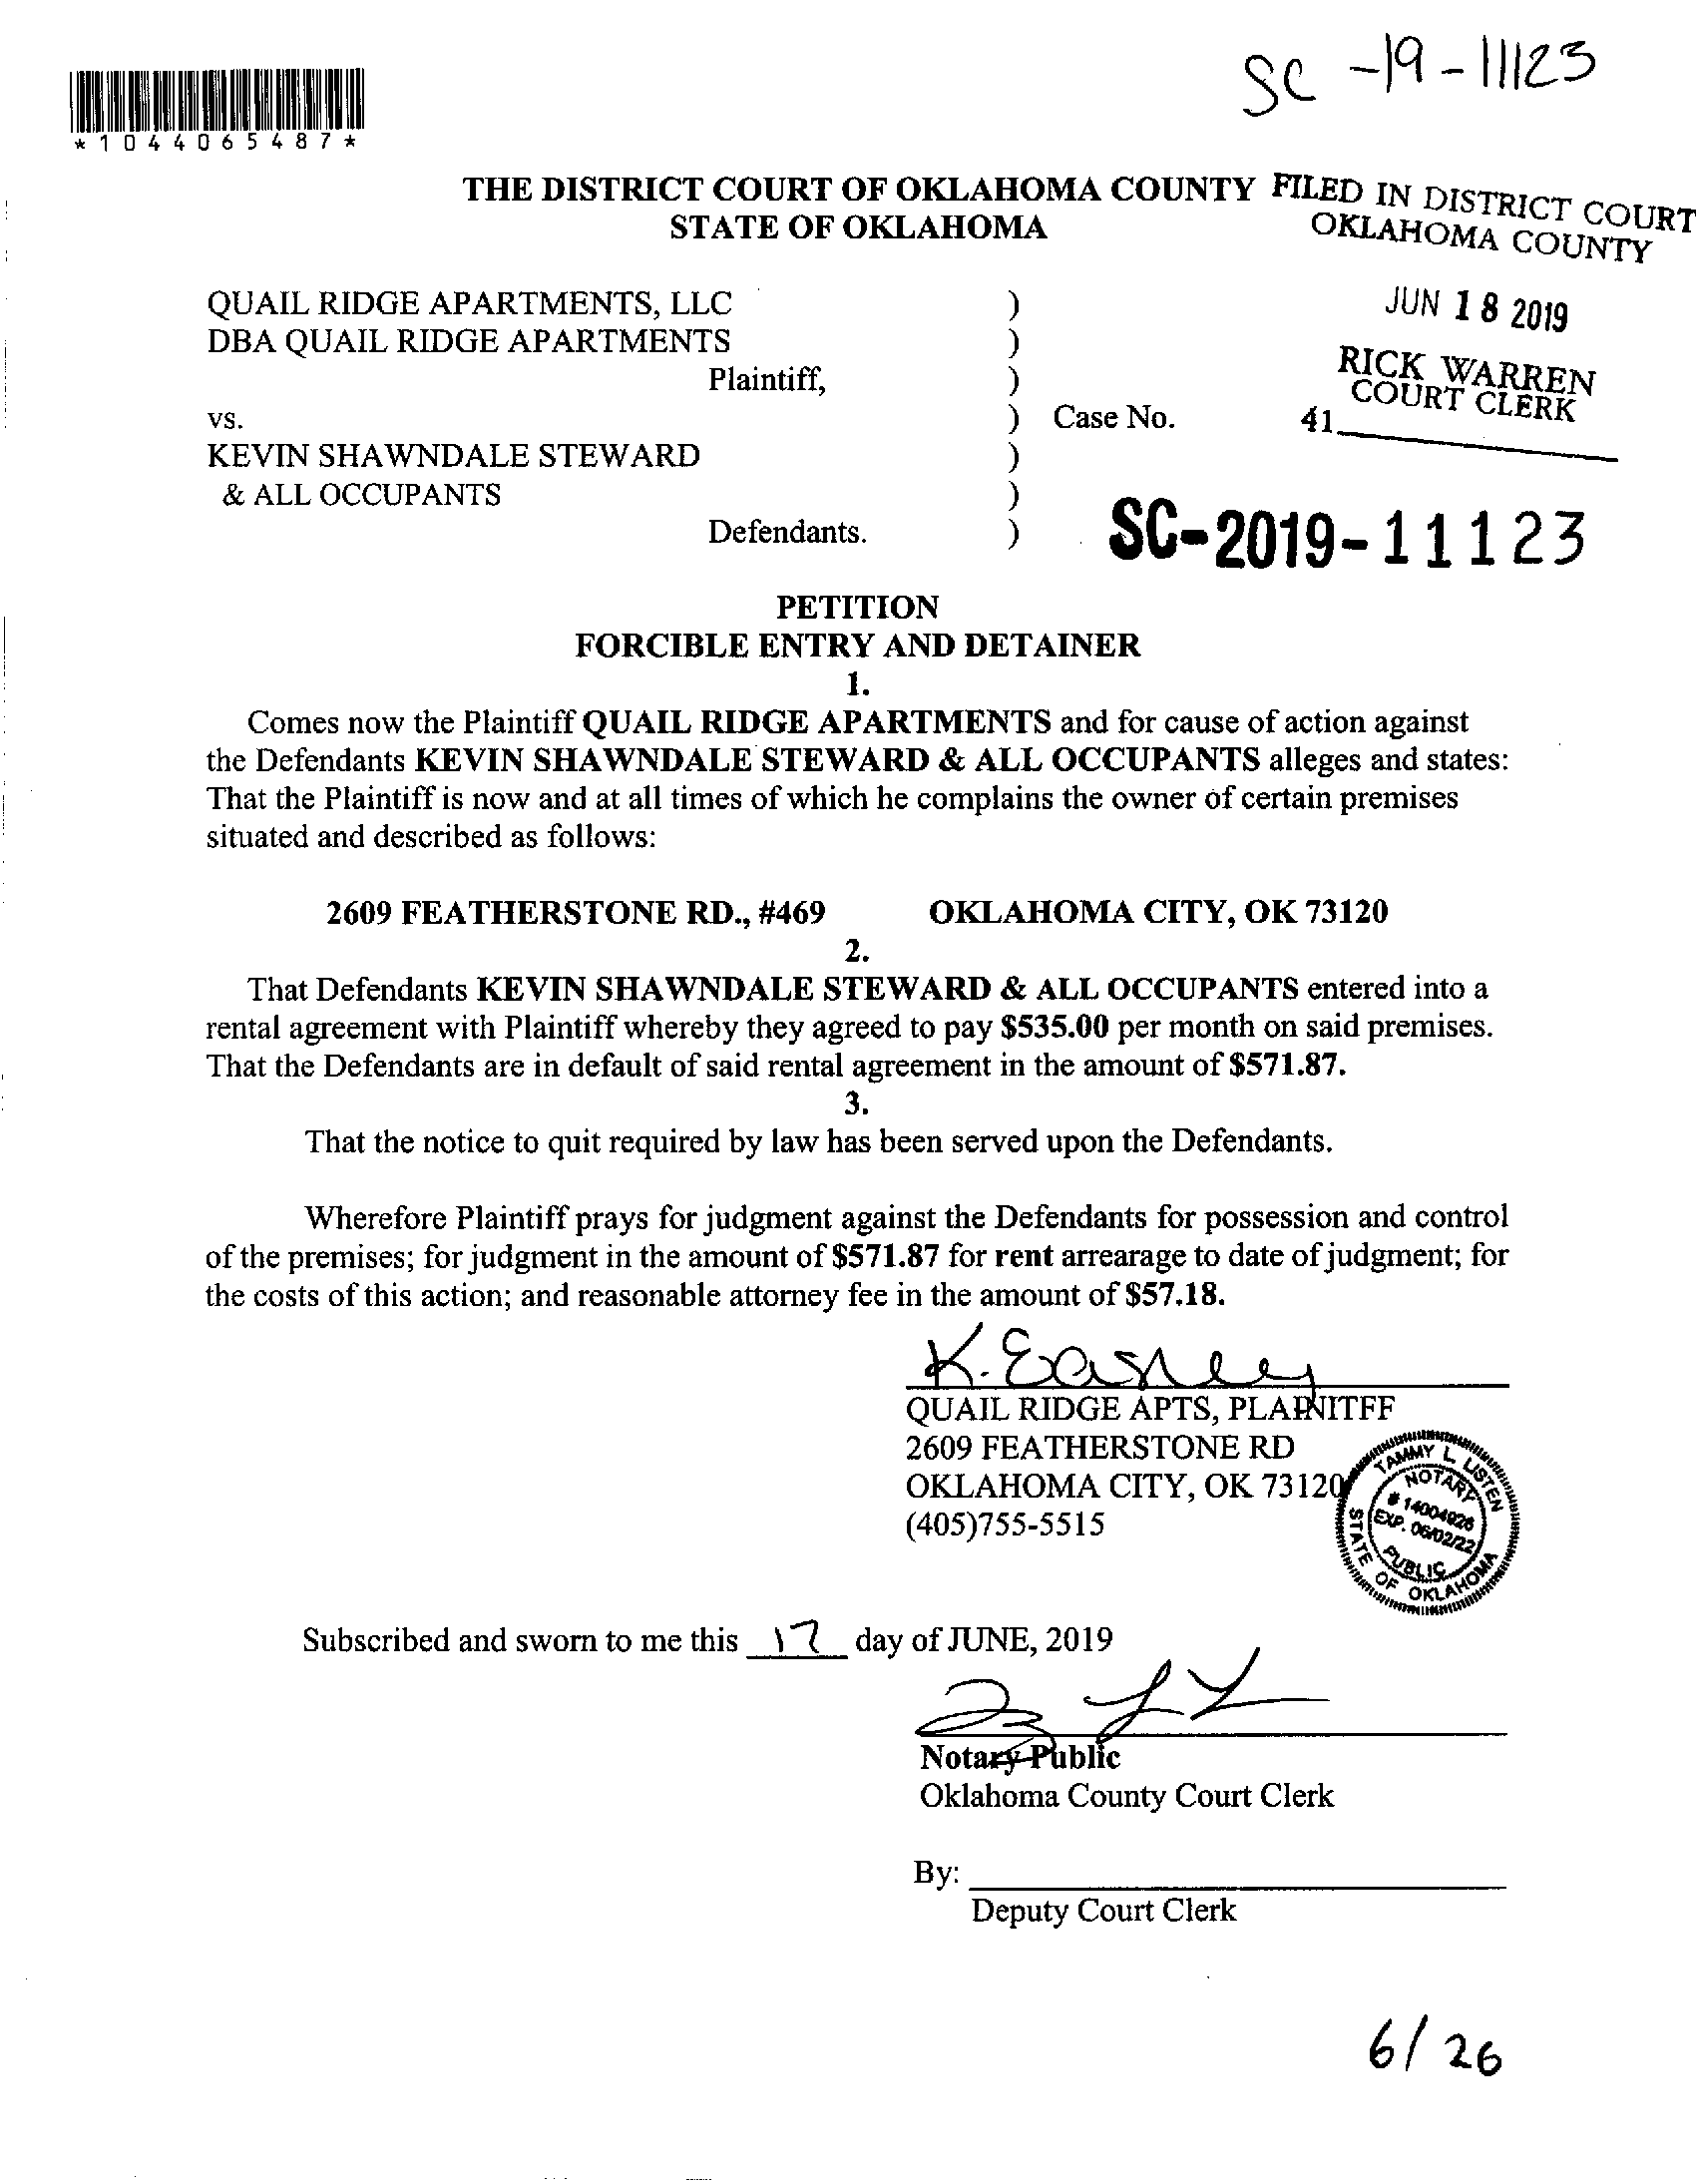 SC -19-11123
*1044065487*
THE DISTRICT COURT OF OKLAHOMA COUNTY
STATE OF OKLAHOMA
FILED IN DISTRICT COURT
OKLAHOMA COUNTY
JUN 18 2019
RICK WARREN
COURT CLERK
41
QUAIL RIDGE APARTMENTS, LLC )
DBA QUAIL RIDGE APARTMENTS )
Plaintiff, )
vs. ) Case No.
KEVIN SHAWNDALE STEWARD )
& ALL OCCUPANTS )
Defendants. )
SC-2019-11123
PETITION
FORCIBLE ENTRY AND DETAINER
1.
Comes now the Plaintiff QUAIL RIDGE APARTMENTS and for cause of action against
the Defendants KEVIN SHAWNDALE STEWARD & ALL OCCUPANTS alleges and states:
That the Plaintiff is now and at all times of which he complains the owner of certain premises
situated and described as follows:
2609 FEATHERSTONE RD., #469 OKLAHOMA CITY, OK 73120
2.
That Defendants KEVIN SHAWNDALE STEWARD & ALL OCCUPANTS entered into a
rental agreement with Plaintiff whereby they agreed to pay $535.00 per month on said premises.
That the Defendants are in default of said rental agreement in the amount of $571.87.
3.
That the notice to quit required by law has been served upon the Defendants.
Wherefore Plaintiff prays for judgment against the Defendants for possession and control
of the premises; for judgment in the amount of $571.87 for rent arrearage to date of judgment; for
the costs of this action; and reasonable attorney fee in the amount of $57.18.
K. Easley
QUAIL RIDGE APTS, PLAINITFF
2609 FEATHERSTONE RD
OKLAHOMA CITY, OK 73120
(405)755-5515
TAMMY L. LISTEN
NOTARY
# 14004926
EXP. 06/02/22
PUBLIC
STATE OF OKLAHOMA
Subscribed and sworn to me this 17 day of JUNE, 2019
Notary Public
Oklahoma County Court Clerk
By:
Deputy Court Clerk
6/26